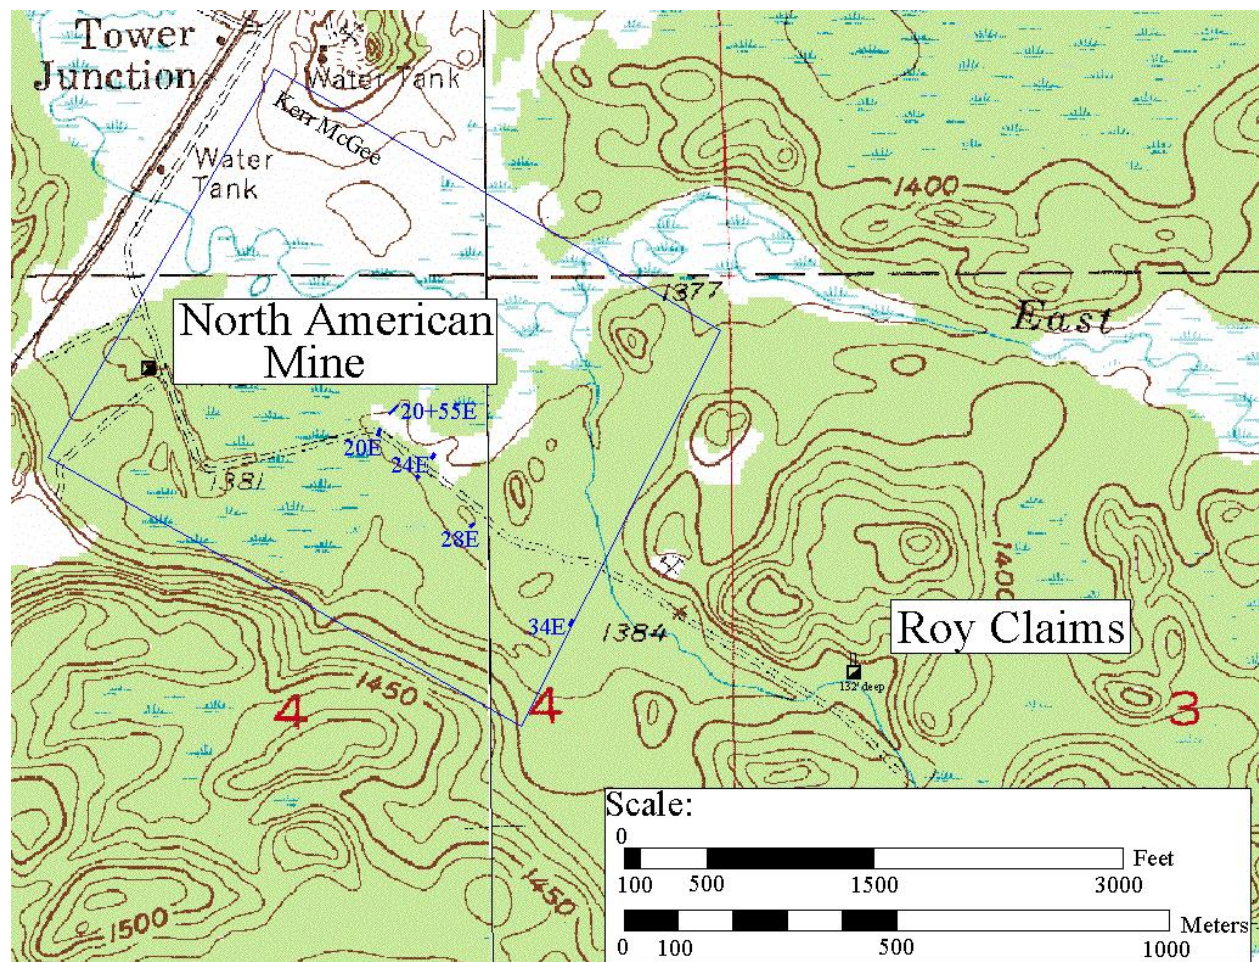 Tower
Junction
Water Tank
Kerr McGee
Water
Tank
1400
1377
East
North American
Mine
20+55E
20E
24E
1381
28E
1400
34E
1384
Roy Claims
132' deep
1450
4
4
3
1450
1500
Scale:
0
Feet
100 500 1500 3000
Meters
0 100 500 1000